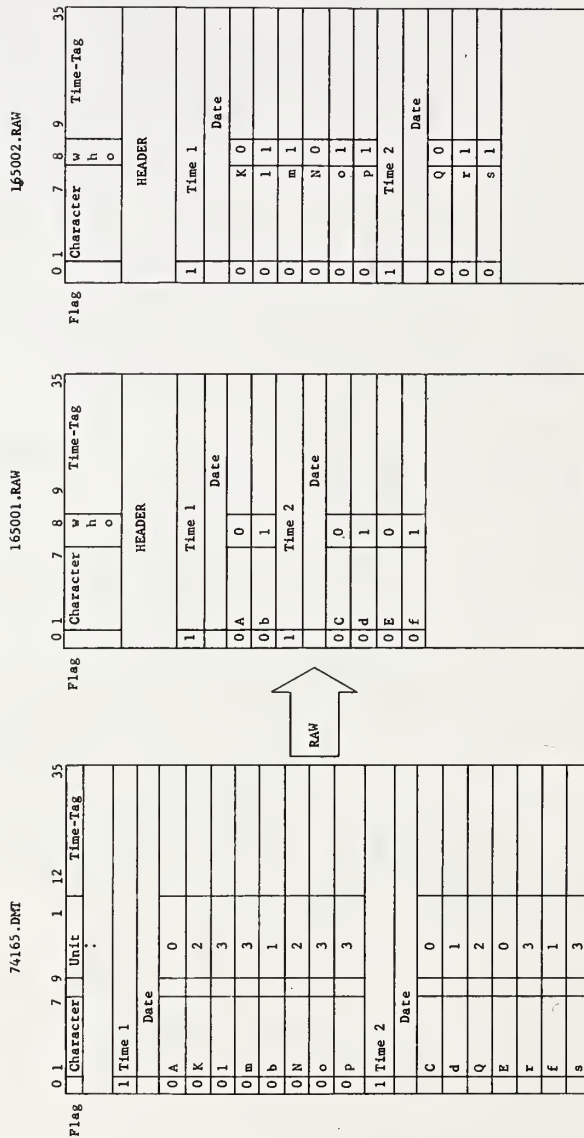 74165.DMT
0 1 7 9 1 12 35
Flag Character Unit Time-Tag
:
1 Time 1
Date
0 A 0
0 K 2
0 l 3
0 m 3
0 b 1
0 N 2
0 o 3
0 p 3
1 Time 2
Date
C 0
d 1
Q 2
E 0
r 3
f 1
s 3
RAW
165001.RAW
0 1 7 8 9 35
Flag Character who Time-Tag
HEADER
1 Time 1
Date
0 A 0
0 b 1
1 Time 2
Date
0 C 0
0 d 1
0 E 0
0 f 1
165002.RAW
0 1 7 8 9 35
Flag Character who Time-Tag
HEADER
1 Time 1
Date
0 K 0
0 l 1
0 m 1
0 N 0
0 o 1
0 p 1
1 Time 2
Date
0 Q 0
0 r 1
0 s 1